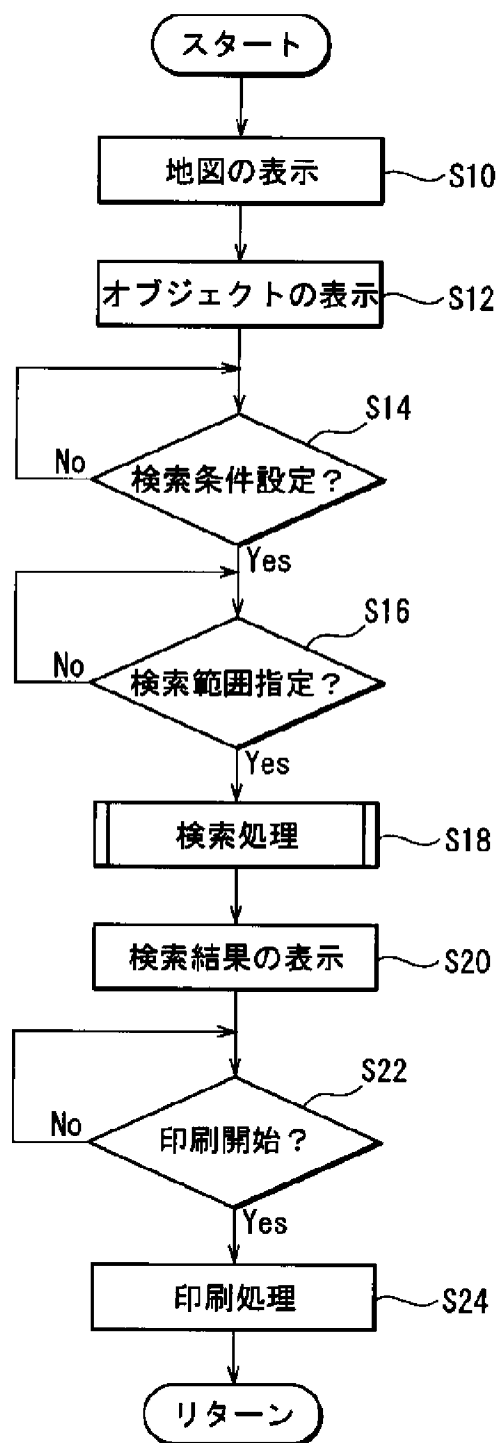 スタート
地図の表示
S10
オブジェクトの表示
S12
S14
検索条件設定？
No
Yes
S16
検索範囲指定？
No
Yes
検索処理
S18
検索結果の表示
S20
S22
印刷開始？
No
Yes
印刷処理
S24
リターン